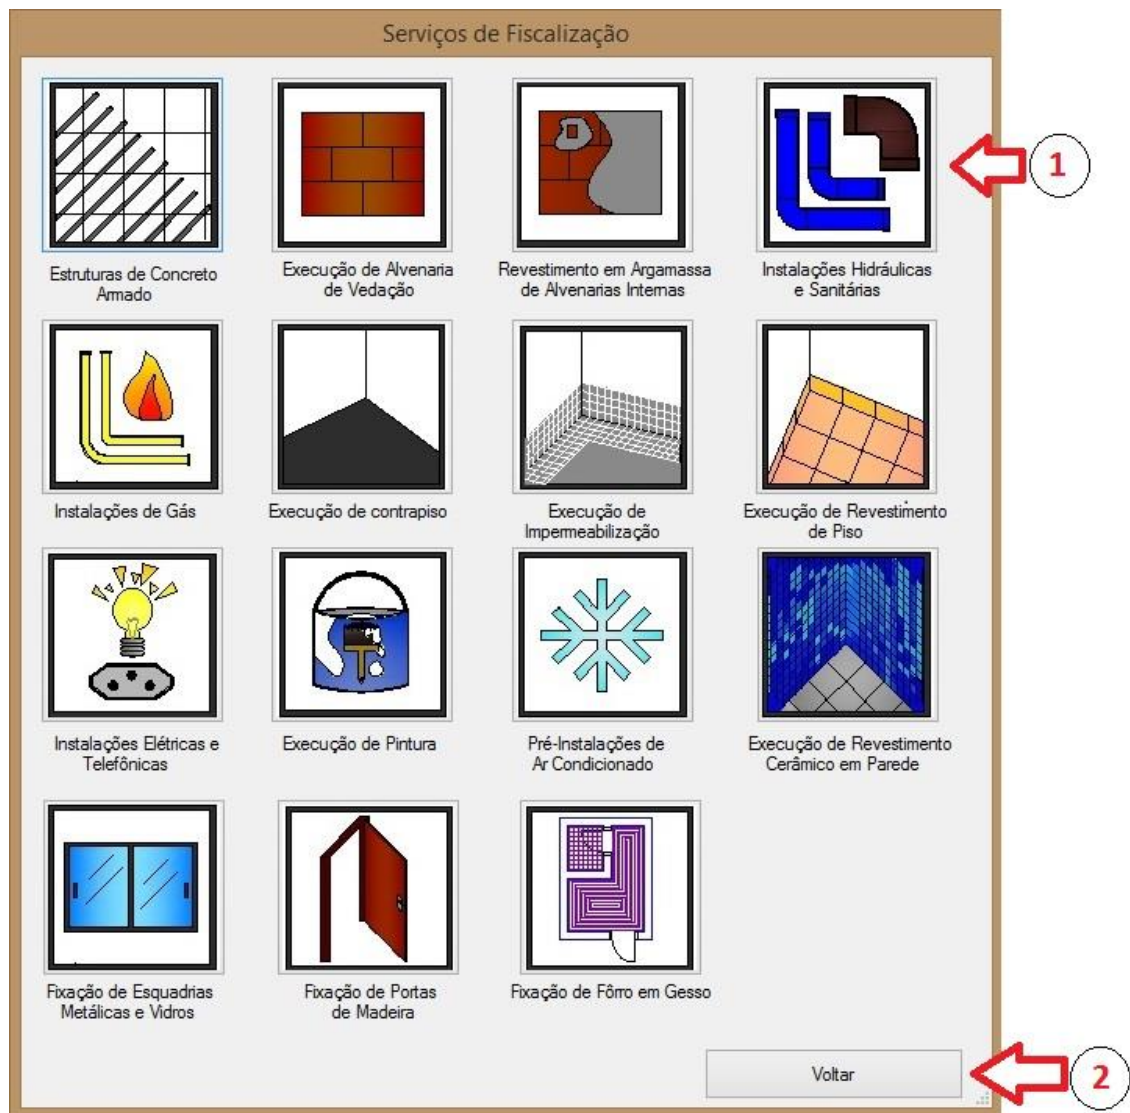 Serviços de Fiscalização
1
Estruturas de Concreto
Armado
Execução de Alvenaria
de Vedação
Revestimento em Argamassa
de Alvenarias Internas
Instalações Hidráulicas
e Sanitárias
Instalações de Gás
Execução de contrapiso
Execução de
Impermeabilização
Execução de Revestimento
de Piso
Instalações Elétricas e
Telefônicas
Execução de Pintura
Pré-Instalações de
Ar Condicionado
Execução de Revestimento
Cerâmico em Parede
Fixação de Esquadrias
Metálicas e Vidros
Fixação de Portas
de Madeira
Fixação de Fôrro em Gesso
Voltar
2